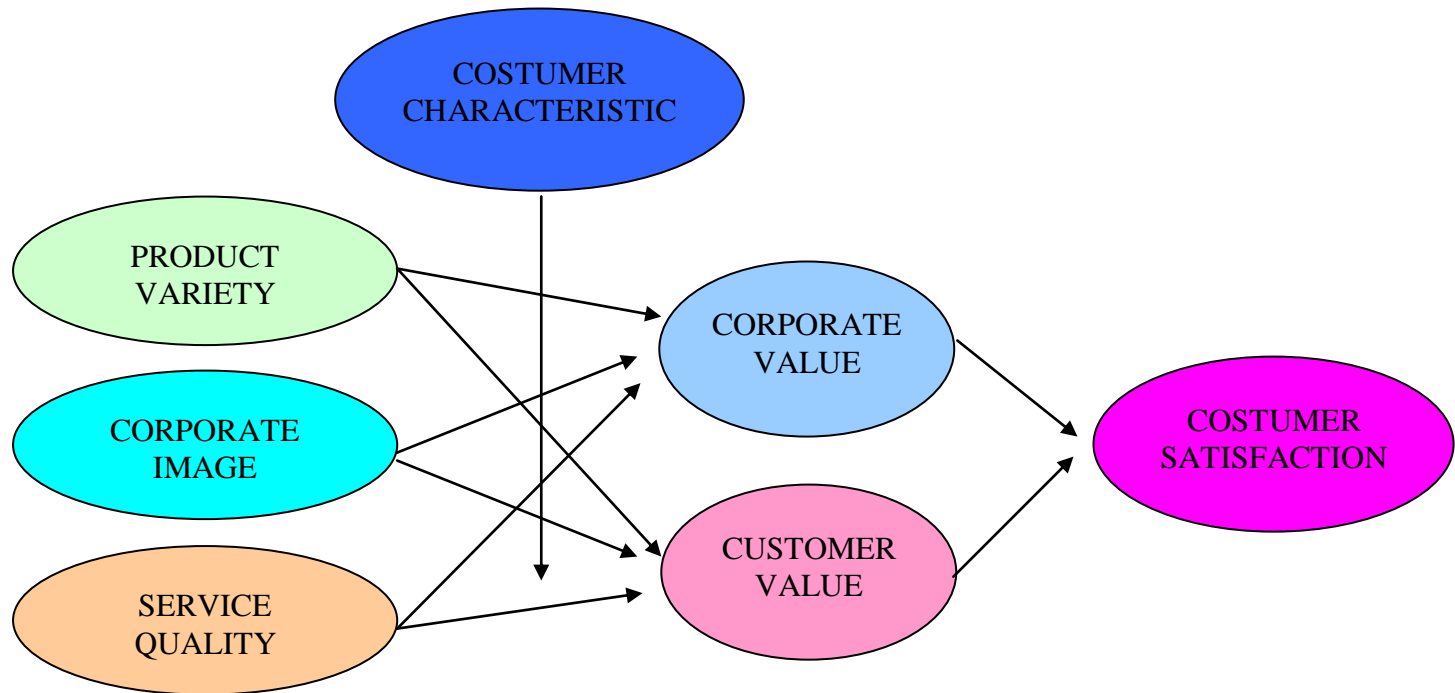 COSTUMER
CHARACTERISTIC
PRODUCT
VARIETY
CORPORATE
VALUE
CORPORATE
IMAGE
COSTUMER
SATISFACTION
CUSTOMER
VALUE
SERVICE
QUALITY